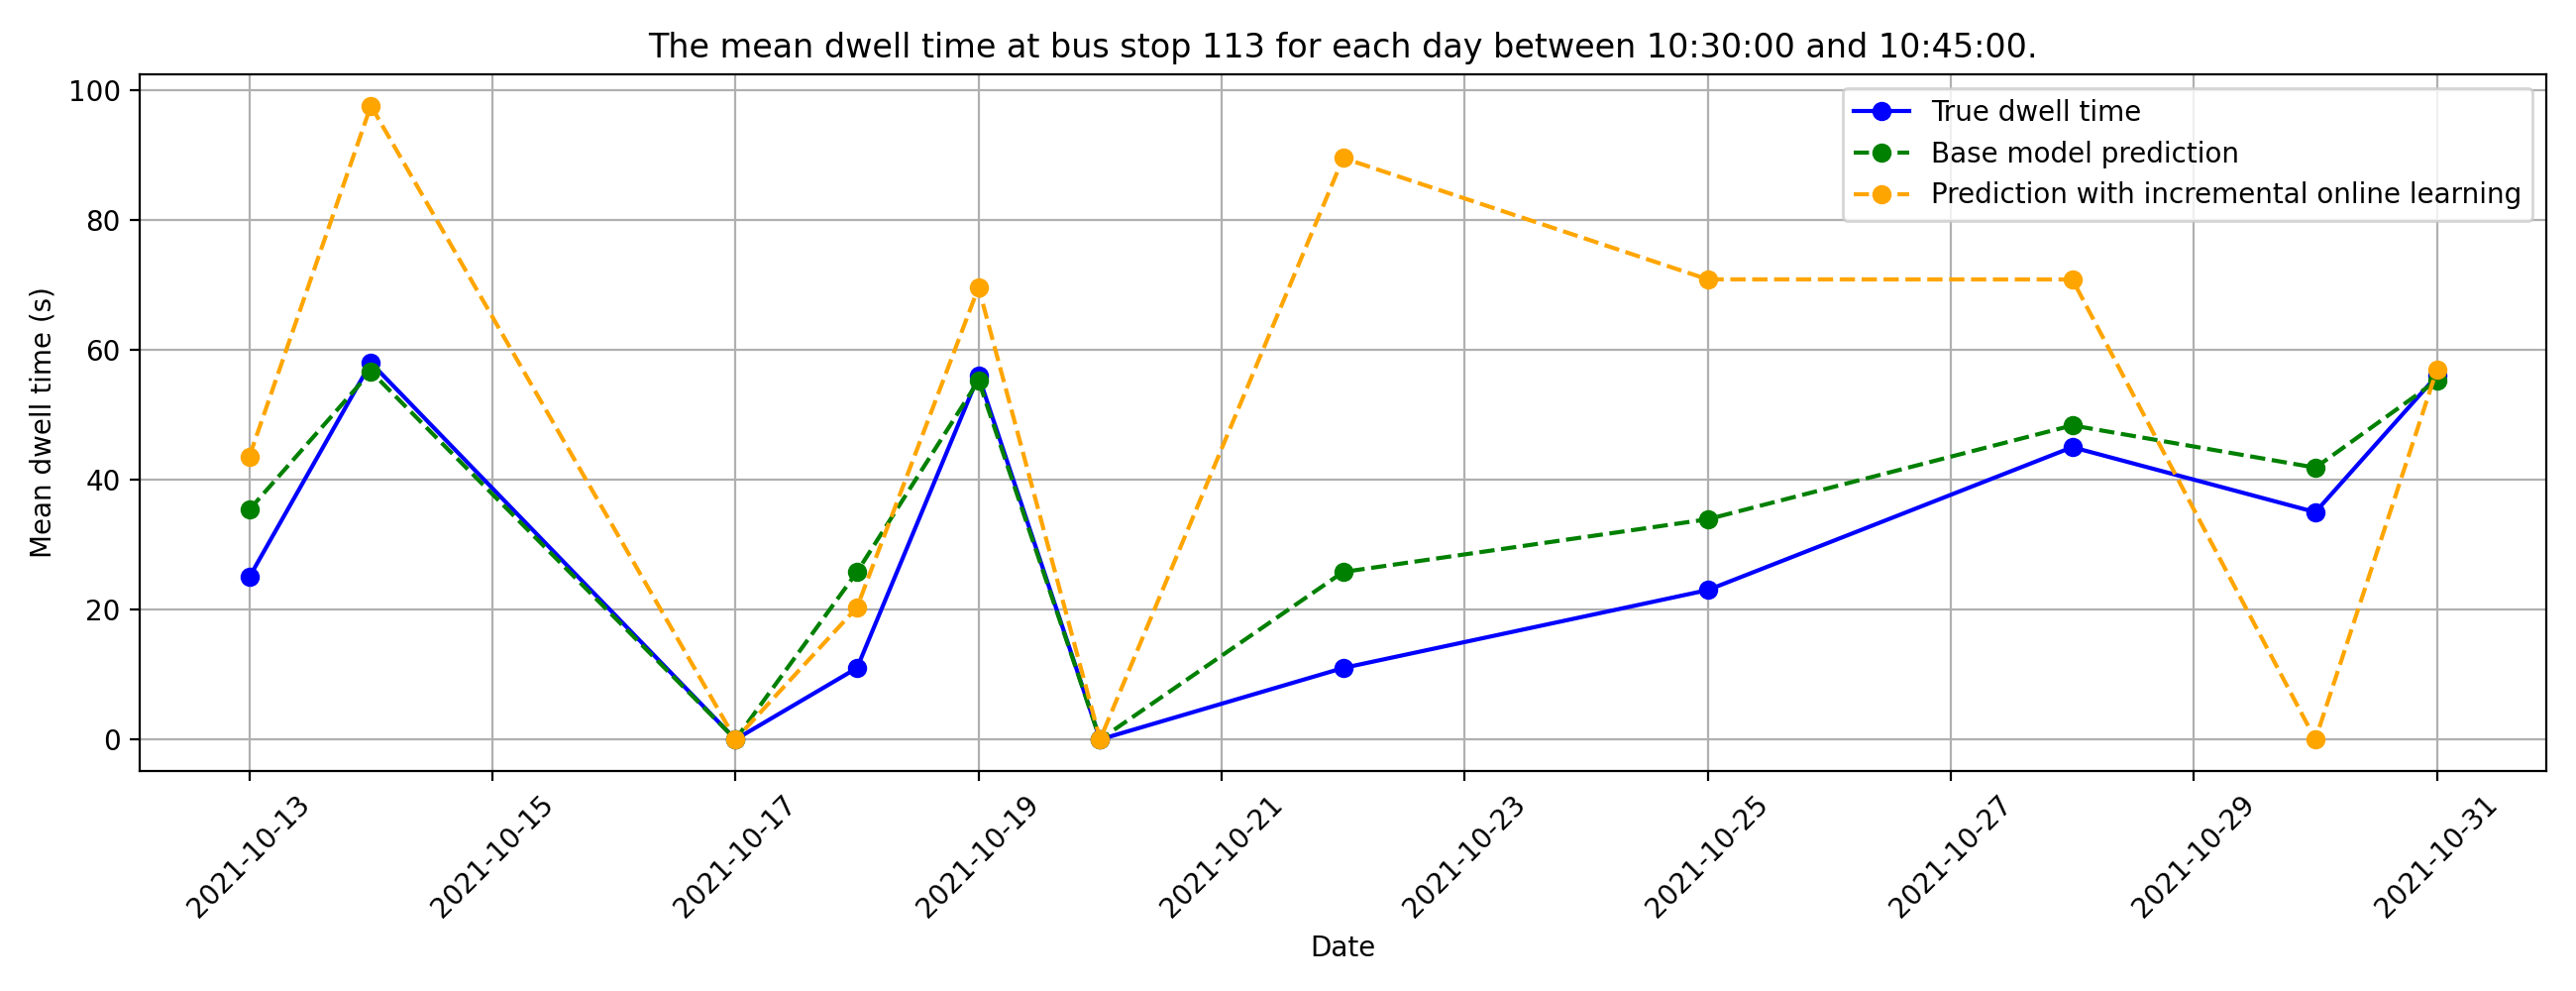 The mean dwell time at bus stop 113 for each day between 10:30:00 and 10:45:00.
True dwell time
Base model prediction
Prediction with incremental online learning
Mean dwell time (s)
100
80
60
40
20
0
2021-10-13
2021-10-15
2021-10-17
2021-10-19
2021-10-21
2021-10-23
2021-10-25
2021-10-27
2021-10-29
2021-10-31
Date